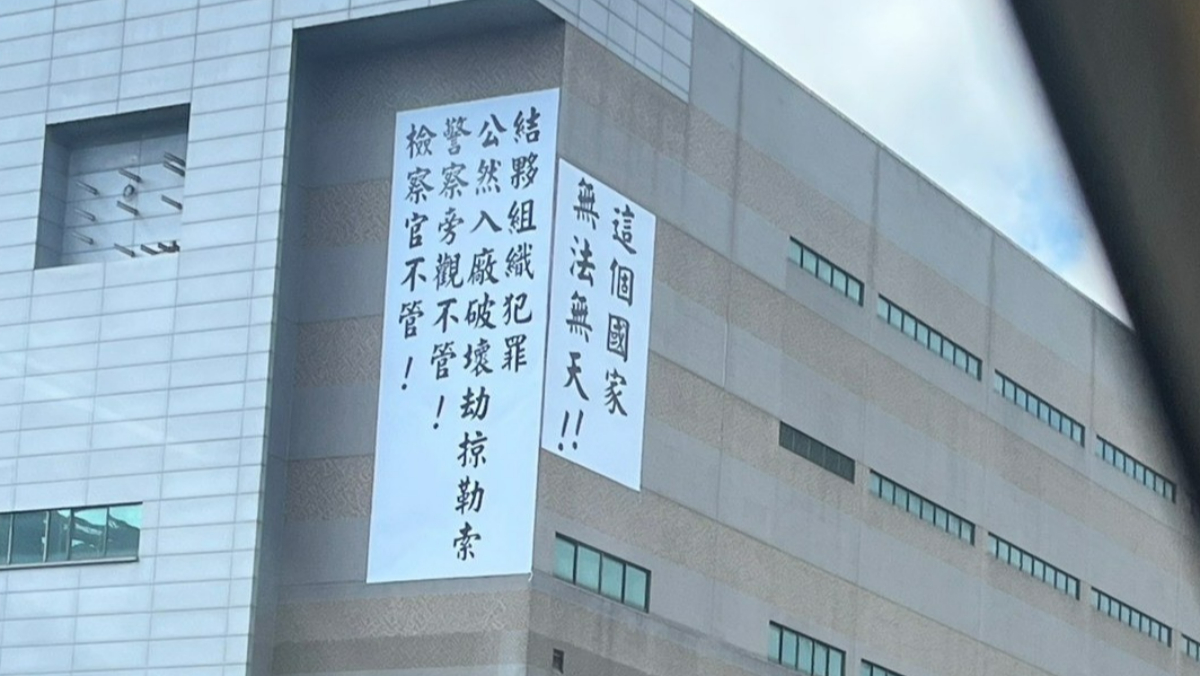 這個國家
無法無天!!
結夥組織犯罪
公然入廠破壞劫掠勒索
警察旁觀不管!
檢察官不管!